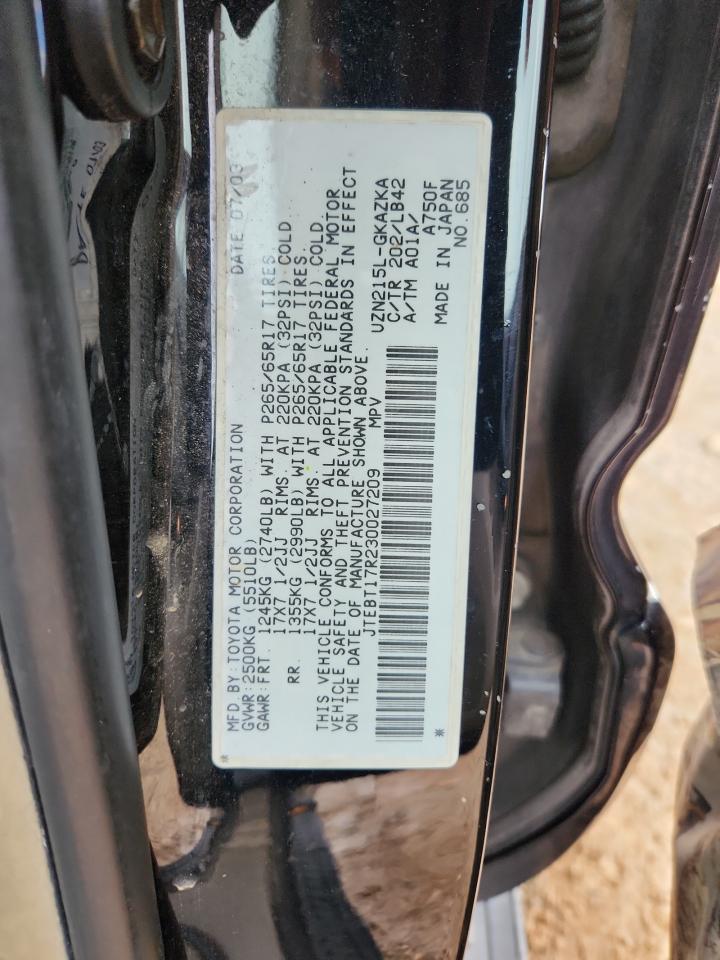 MFD BY:TOYOTA MOTOR CORPORATION DATE 07/03
GVWR:2500KG (5510LB)
GAWR:FRT. 1245KG (2740LB) WITH P265/65R17 TIRES
17X7 1/2JJ RIMS. AT 220KPA (32PSI) COLD
RR. 1355KG (2990LB) WITH P265/65R17 TIRES.
17X7 1/2JJ RIMS. AT 220KPA (32PSI) COLD
THIS VEHICLE CONFORMS TO ALL APPLICABLE FEDERAL MOTOR
VEHICLE SAFETY AND THEFT PREVENTION STANDARDS IN EFFECT
ON THE DATE OF MANUFACTURE SHOWN ABOVE.
JTEBT17R230027209 MPV
UZN215L-GKAZKA
C/TR 202/LB42
A/TM A01A/
A750F
MADE IN JAPAN
NO.685